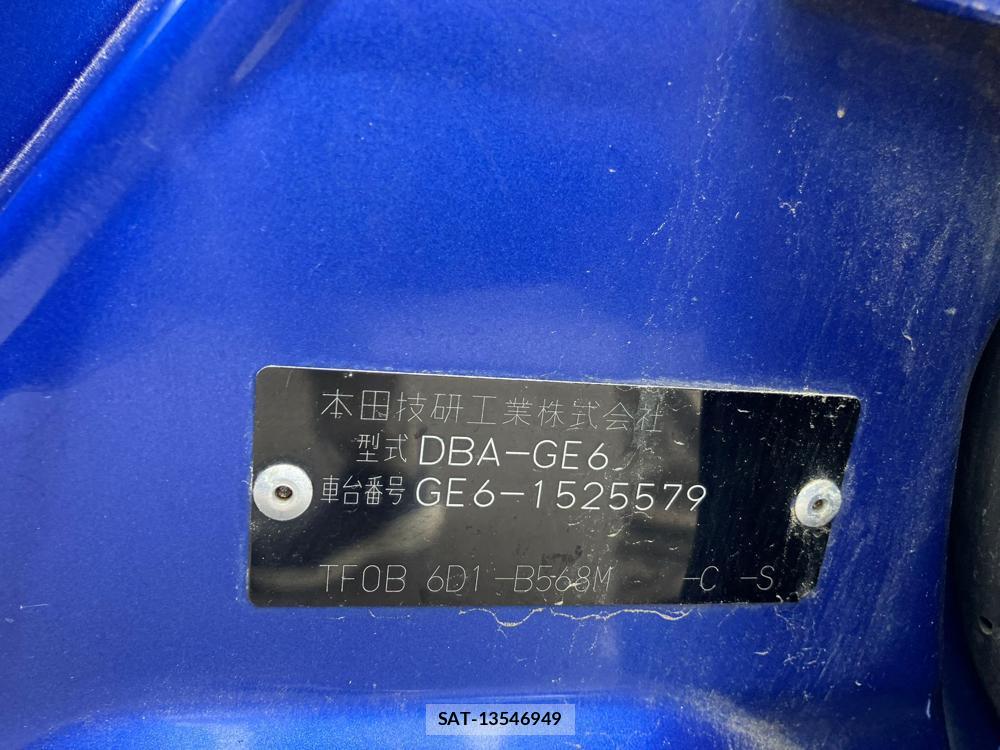 本田技研工業株式会社
型式 DBA-GE6
車台番号 GE6-1525579
TF0B 6D1 -B568M -C -S
SAT-13546949